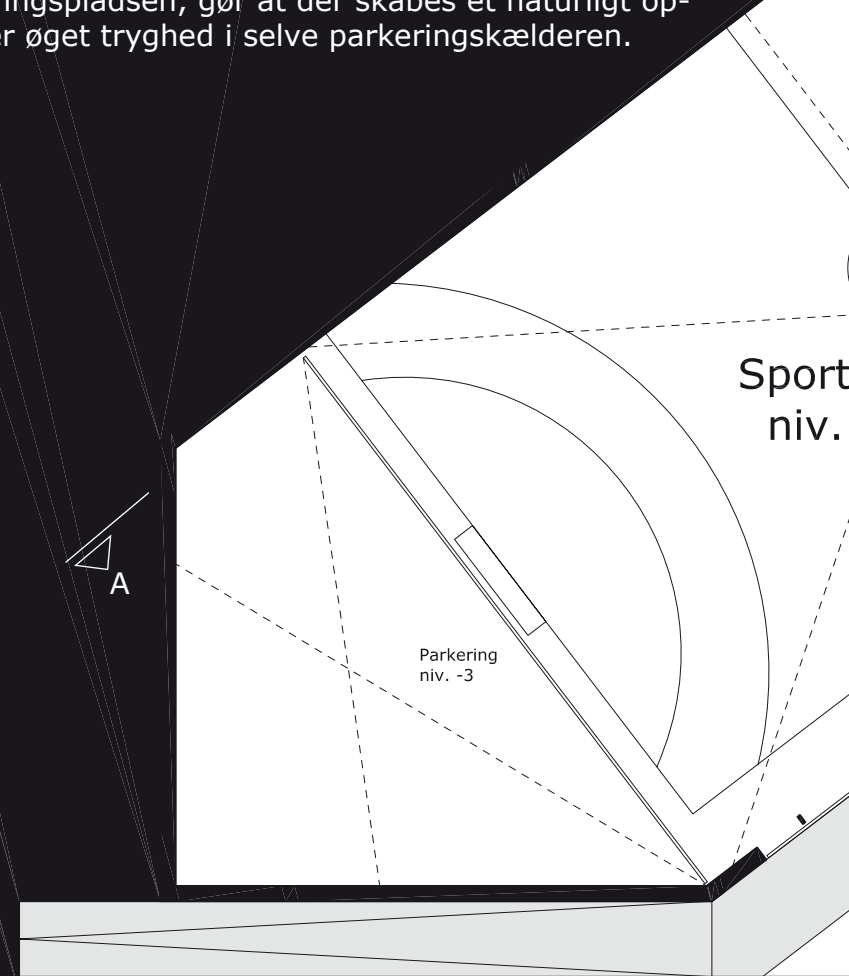 ringspladsen, gør at der skabes et naturligt op-
øget tryghed i selve parkeringskælderen.
Sport
niv.
A
Parkering
niv. -3